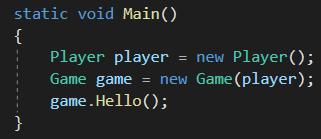 static void Main()
{
    Player player = new Player();
    Game game = new Game(player);
    game.Hello();
}